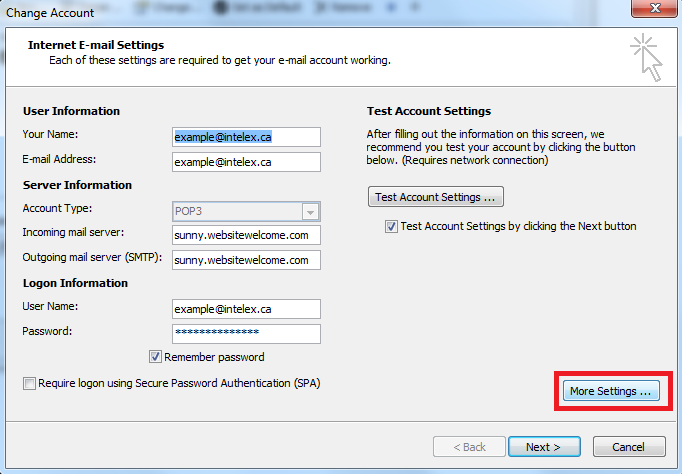 Change Account
Internet E-mail Settings
Each of these settings are required to get your e-mail account working.
User Information
Your Name:
example@intelex.ca
E-mail Address:
example@intelex.ca
Server Information
Account Type:
POP3
Incoming mail server:
sunny.websitewelcome.com
Outgoing mail server (SMTP):
sunny.websitewelcome.com
Logon Information
User Name:
example@intelex.ca
Password:
**************
Remember password
Require logon using Secure Password Authentication (SPA)
Test Account Settings
After filling out the information on this screen, we
recommend you test your account by clicking the button
below. (Requires network connection)
Test Account Settings ...
Test Account Settings by clicking the Next button
More Settings ...
< Back
Next >
Cancel